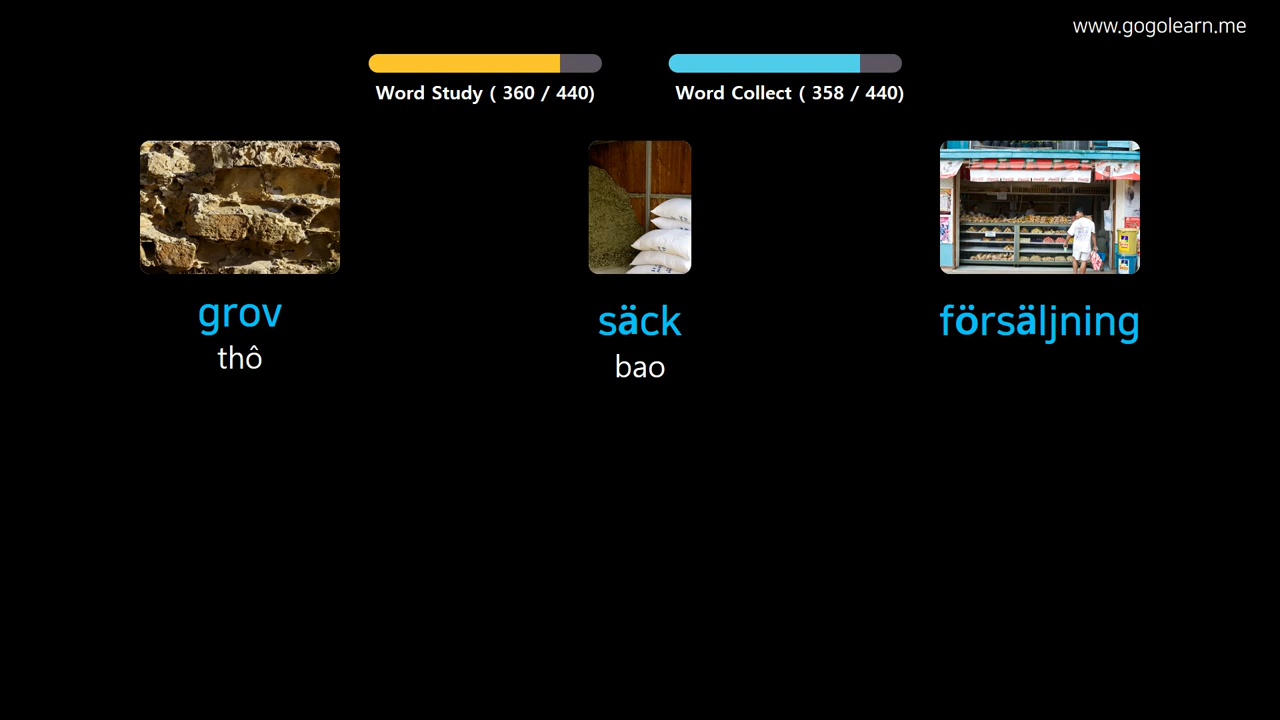 www.gogolearn.me
Word Study ( 360 / 440)
Word Collect ( 358 / 440)
grov
thô
säck
bao
försäljning